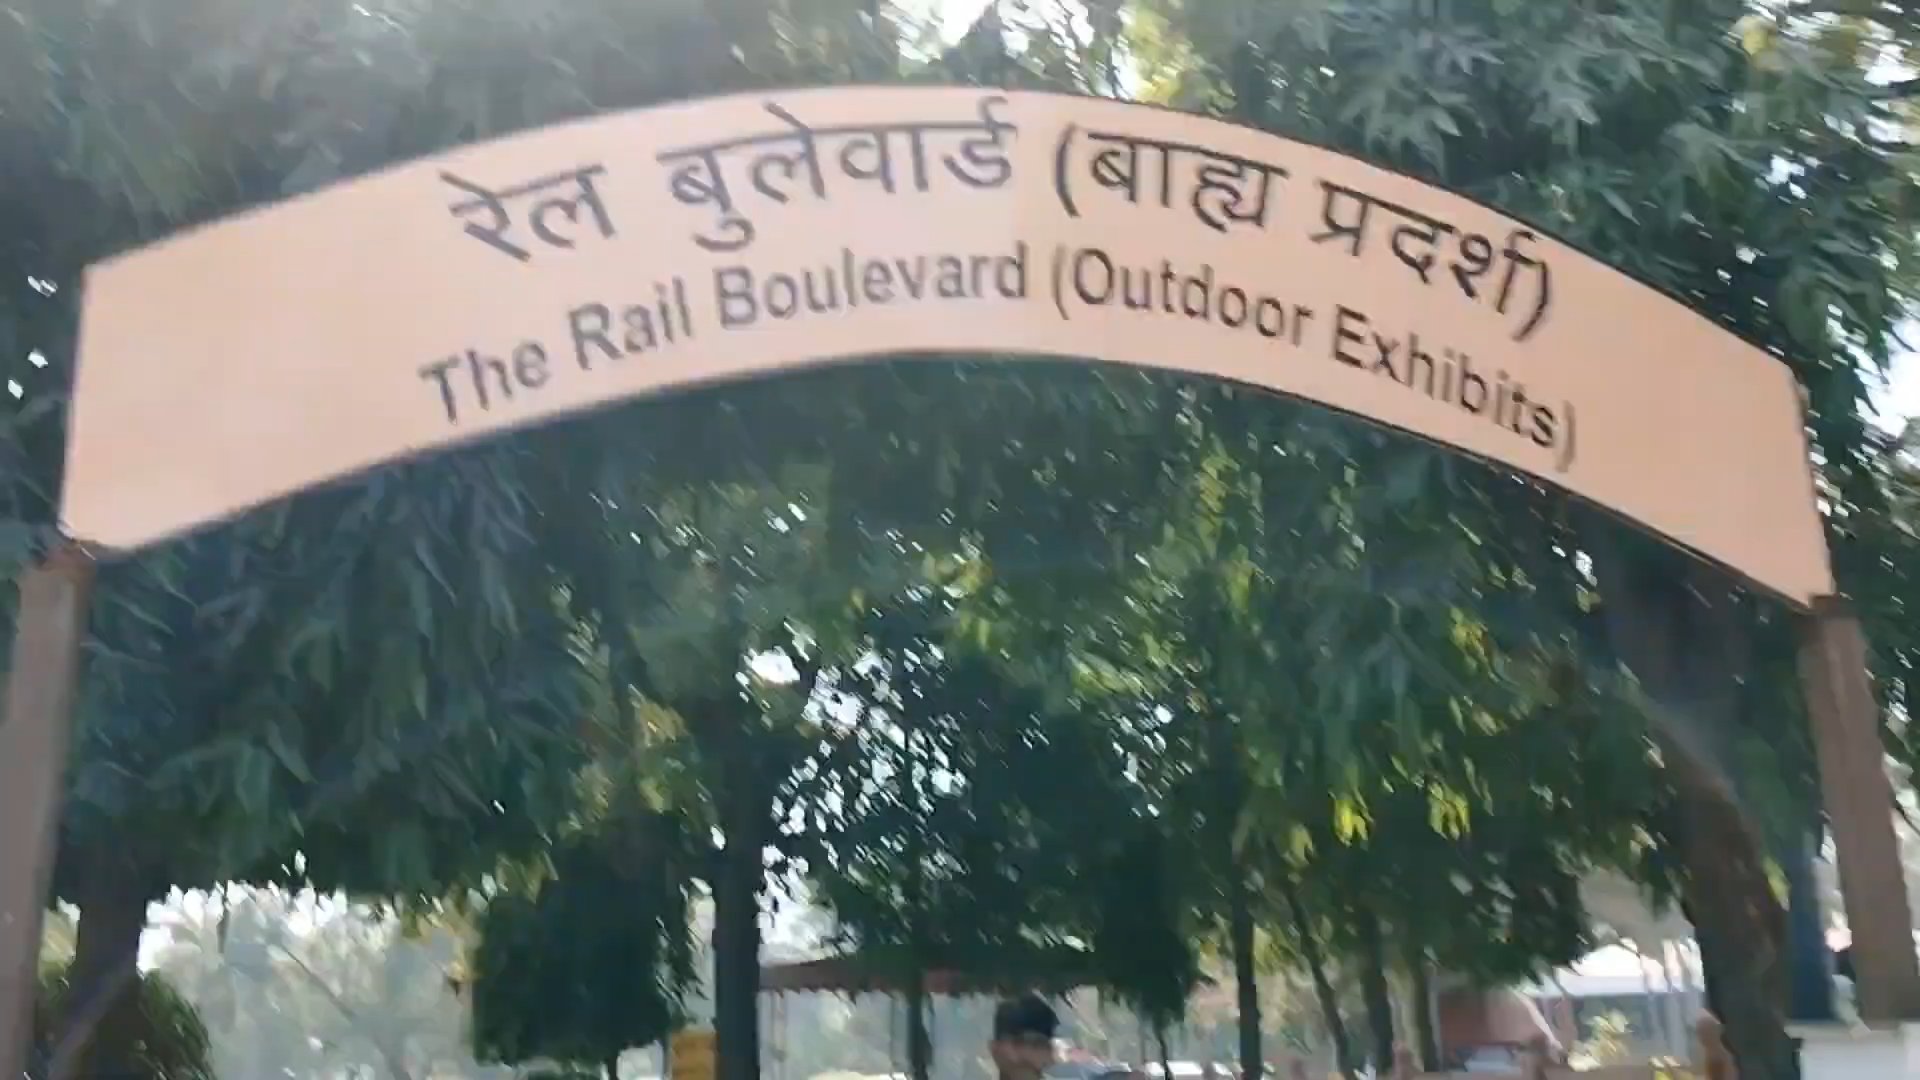 रेल बुलेवार्ड (बाह्य प्रदर्श)
The Rail Boulevard (Outdoor Exhibits)